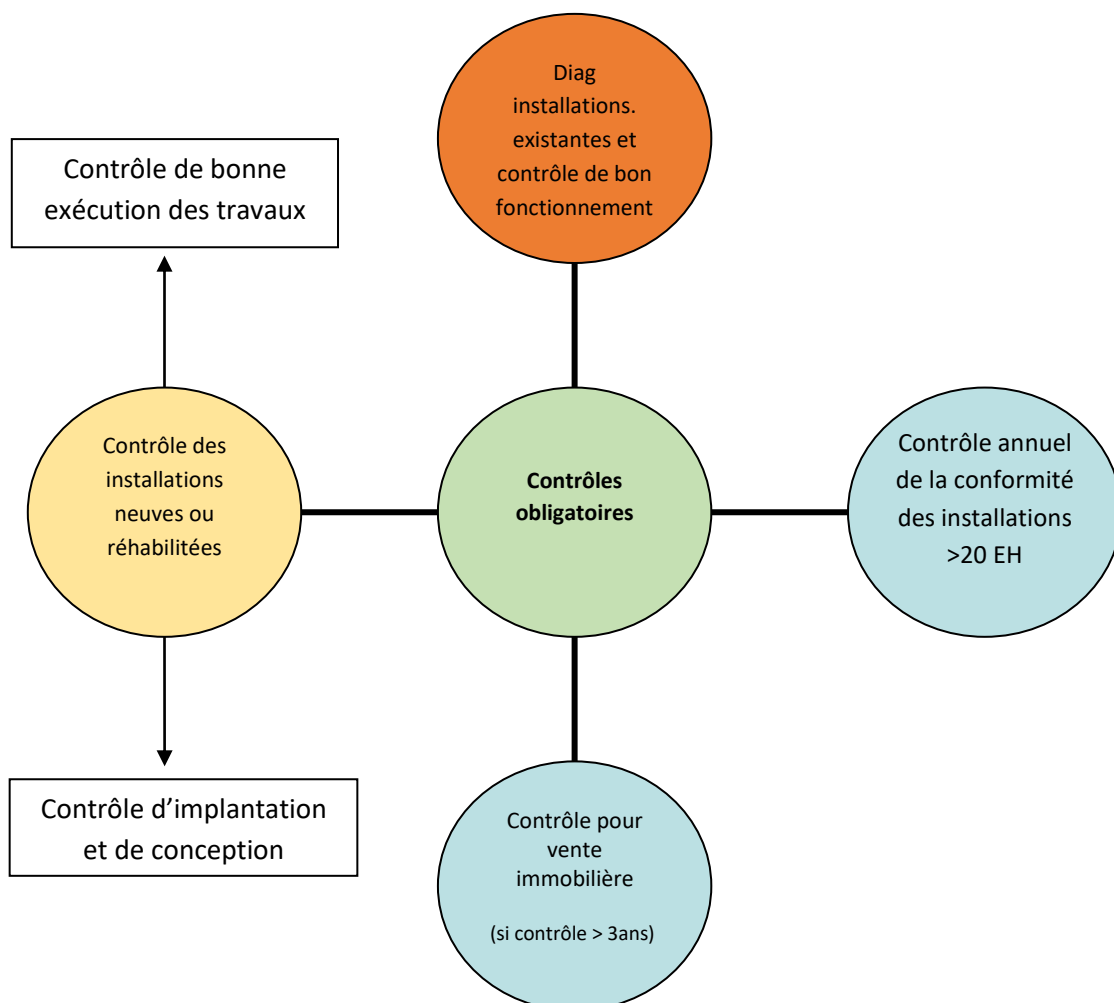 Diag
installations.
existantes et
contrôle de bon
fonctionnement
Contrôle de bonne
exécution des travaux
Contrôle des
installations
neuves ou
réhabilitées
Contrôles
obligatoires
Contrôle annuel
de la conformité
des installations
>20 EH
Contrôle d’implantation
et de conception
Contrôle pour
vente
immobilière
(si contrôle > 3ans)